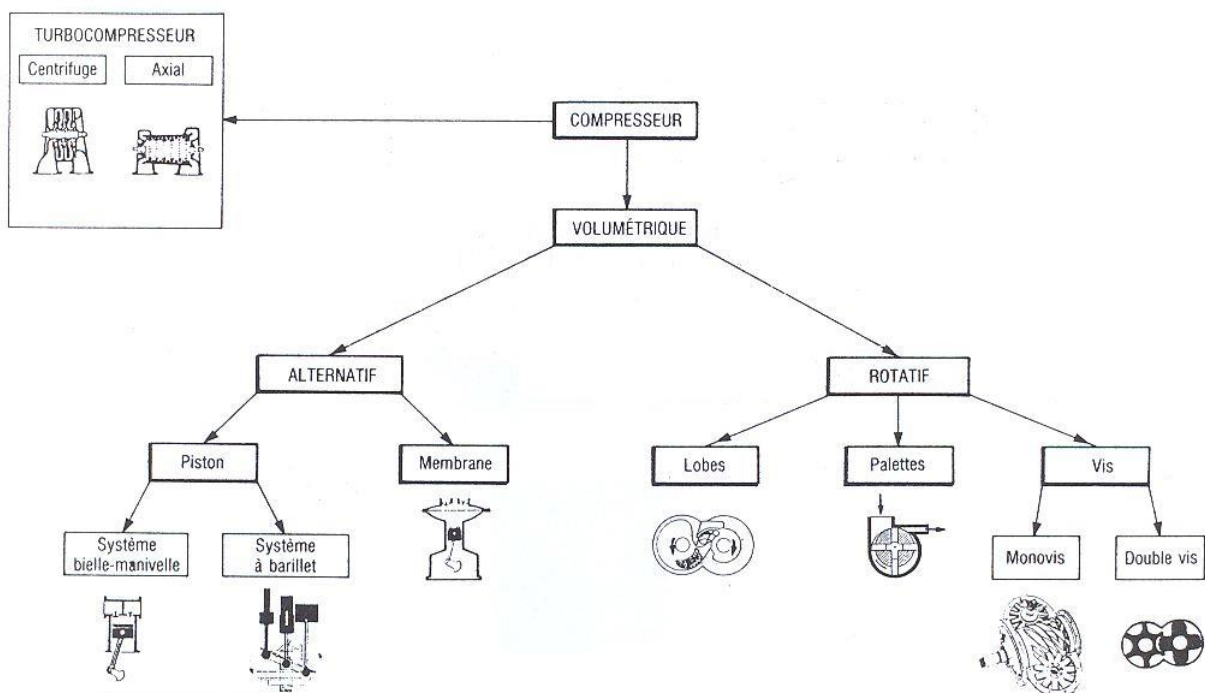 TURBOCOMPRESSEUR
Centrifuge
Axial
COMPRESSEUR
VOLUMÉTRIQUE
ALTERNATIF
ROTATIF
Piston
Membrane
Lobes
Palettes
Vis
Système
bielle-manivelle
Système
à barillet
Monovis
Double vis